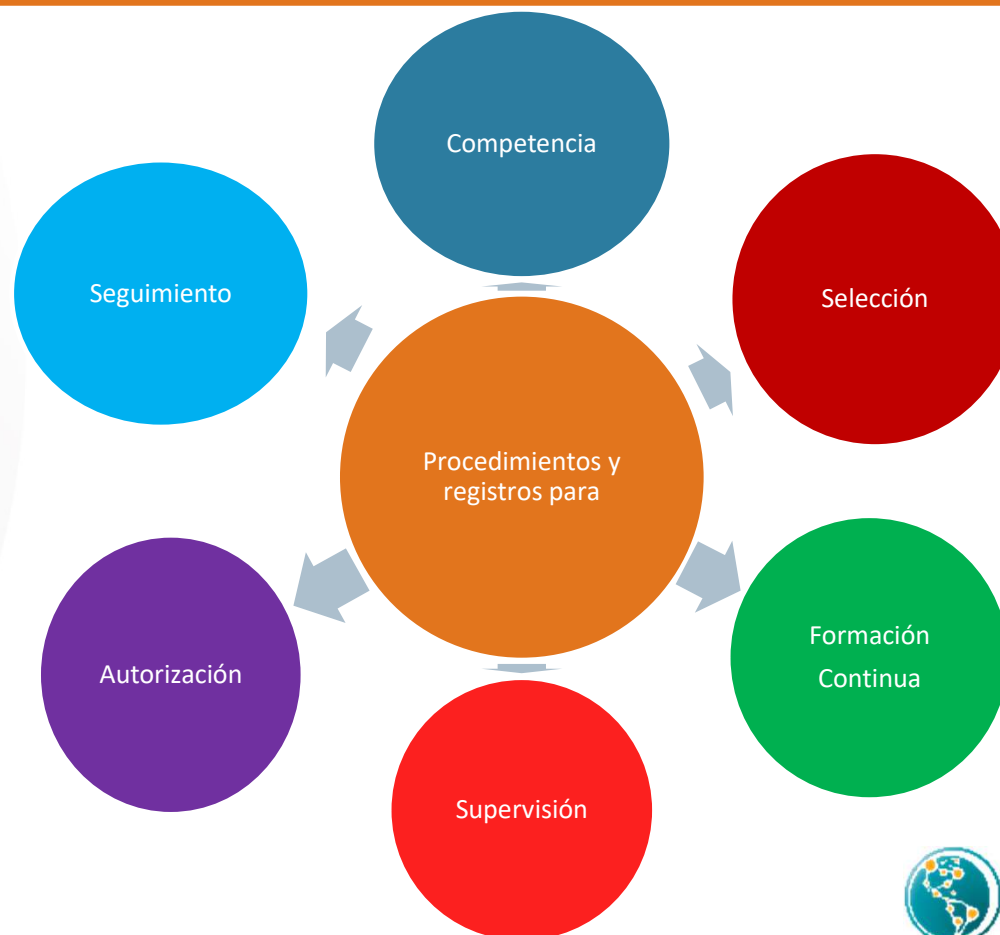 Competencia
Seguimiento
Selección
Procedimientos y
registros para
Formación
Continua
Autorización
Supervisión